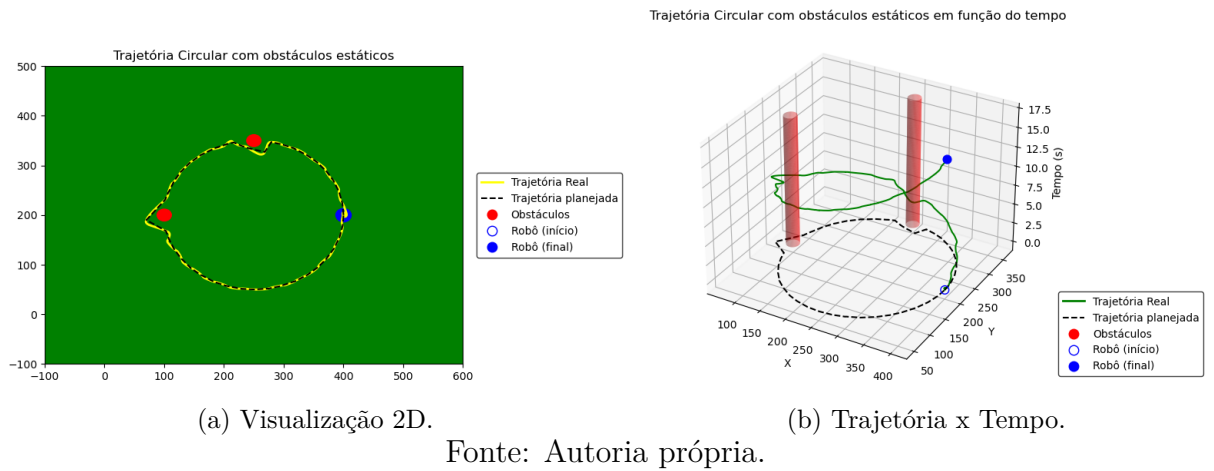 Trajetória Circular com obstáculos estáticos
500
400
300
200
100
0
−100
−100
0
100
200
300
400
500
600
Trajetória Real
Trajetória planejada
Obstáculos
Robô (início)
Robô (final)
(a) Visualização 2D.
Trajetória Circular com obstáculos estáticos em função do tempo
17.5
15.0
12.5
10.0
7.5
5.0
2.5
0.0
Tempo (s)
350
300
250
200
150
100
50
Y
100
150
200
250
300
350
400
X
Trajetória Real
Trajetória planejada
Obstáculos
Robô (início)
Robô (final)
(b) Trajetória x Tempo.
Fonte: Autoria própria.